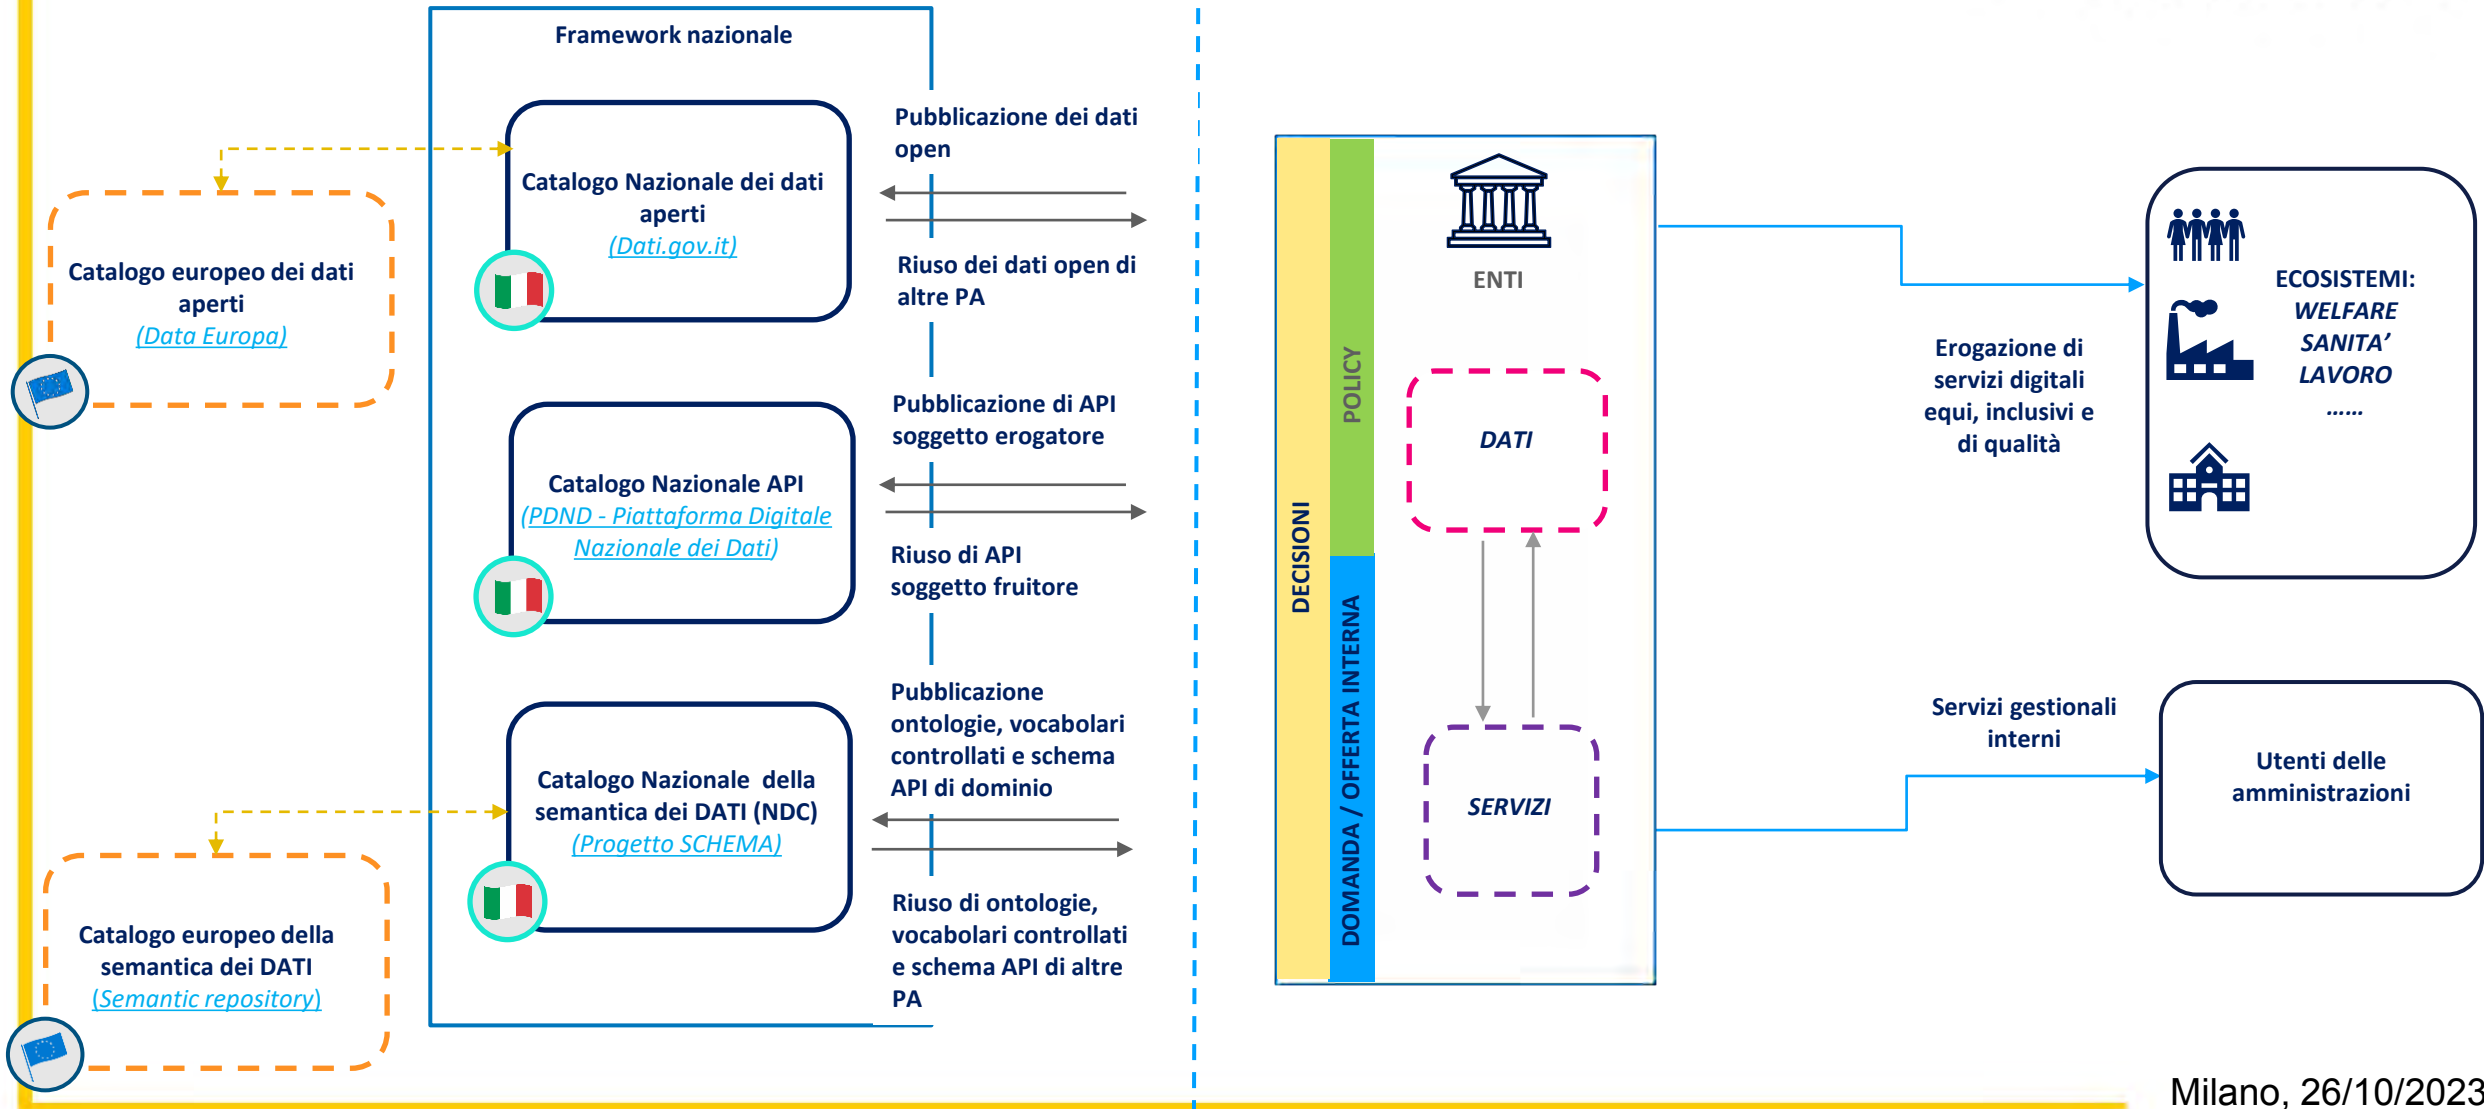 Framework nazionale
Catalogo Nazionale dei dati
aperti
(Dati.gov.it)
Catalogo europeo dei dati
aperti
(Data Europa)
Pubblicazione dei dati
open
Riuso dei dati open di
altre PA
Catalogo Nazionale API
(PDND - Piattaforma Digitale
Nazionale dei Dati)
Pubblicazione di API
soggetto erogatore
Riuso di API
soggetto fruitore
Catalogo Nazionale della
semantica dei DATI (NDC)
(Progetto SCHEMA)
Pubblicazione
ontologie, vocabolari
controllati e schema
API di dominio
Riuso di ontologie,
vocabolari controllati
e schema API di altre
PA
Catalogo europeo della
semantica dei DATI
(Semantic repository)
DECISIONI
POLICY
DOMANDA / OFFERTA INTERNA
ENTI
DATI
SERVIZI
Erogazione di
servizi digitali
equi, inclusivi e
di qualità
ECOSISTEMI:
WELFARE
SANITA’
LAVORO
……
Servizi gestionali
interni
Utenti delle
amministrazioni
Milano, 26/10/2023